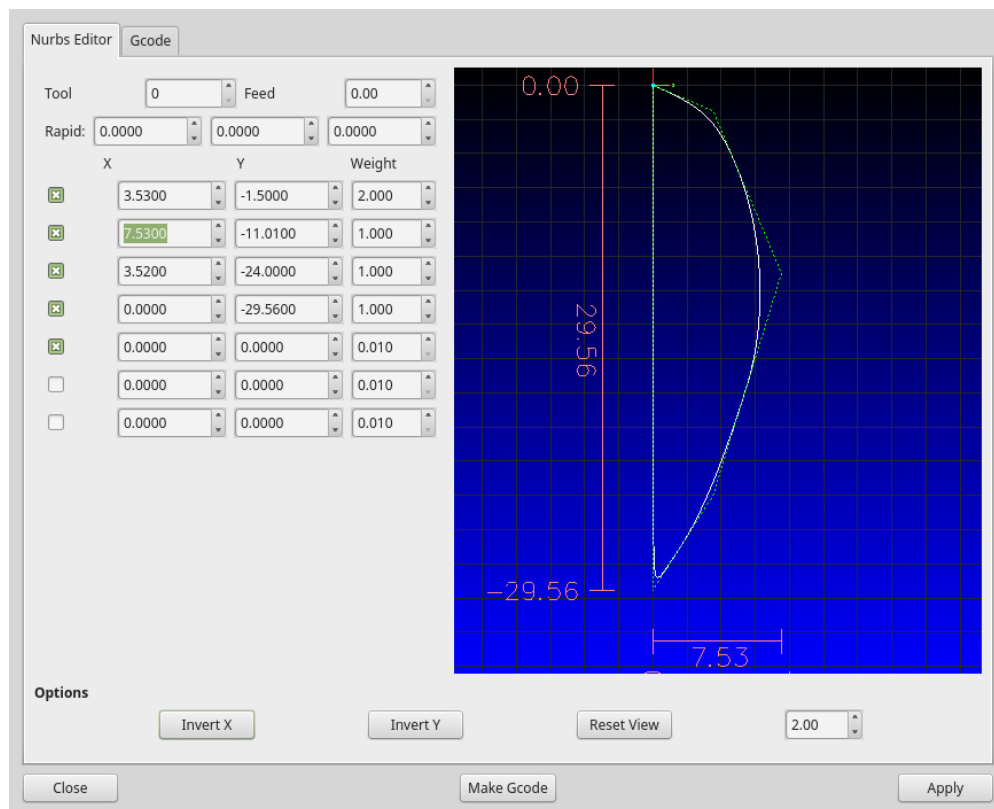 Nurbs Editor Gcode
Tool 0 Feed 0.00
Rapid: 0.0000 0.0000 0.0000
X Y Weight
3.5300 -1.5000 2.000
7.5300 -11.0100 1.000
3.5200 -24.0000 1.000
0.0000 -29.5600 1.000
0.0000 0.0000 0.010
0.0000 0.0000 0.010
0.0000 0.0000 0.010
0.00
29.56
-29.56
7.53
Options
Invert X Invert Y Reset View 2.00
Close Make Gcode Apply